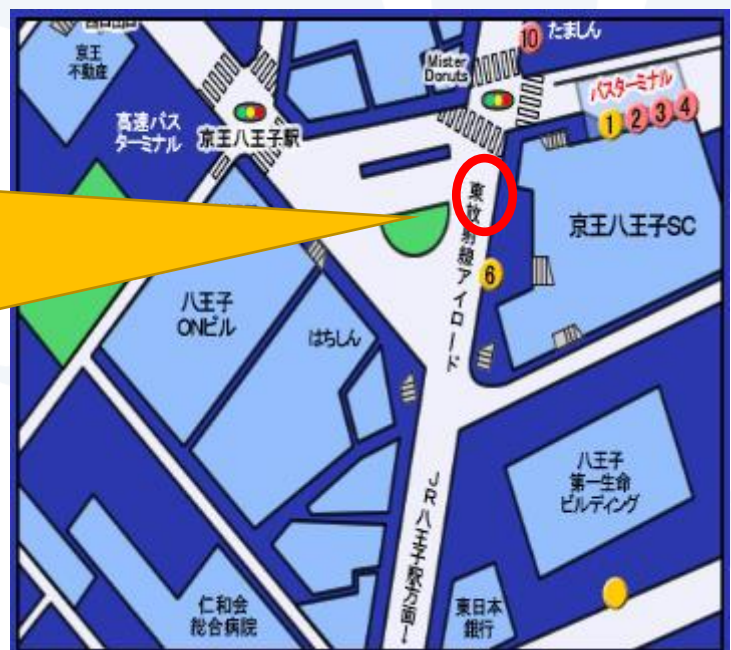 京王
不動産
高速バス
ターミナル
京王八王子駅
Mister
Donuts
10
たましん
バスターミナル
1
2
3
4
京王八王子SC
東放射線アイロード
6
八王子
ONビル
はちしん
八王子
第一生命
ビルディング
JR八王子駅方面→
仁和会
総合病院
東日本
銀行